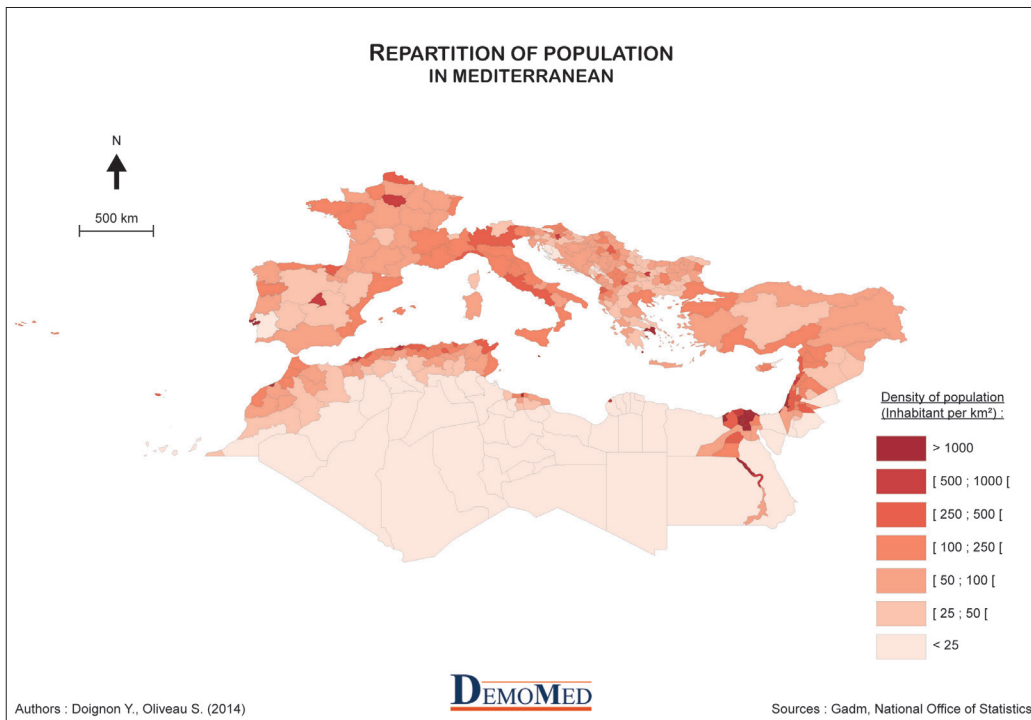 REPARTITION OF POPULATION
IN MEDITERRANEAN
N
500 km
Density of population
(Inhabitant per km²) :
> 1000
[ 500 ; 1000 [
[ 250 ; 500 [
[ 100 ; 250 [
[ 50 ; 100 [
[ 25 ; 50 [
< 25
DEMOMED
Authors : Doignon Y., Oliveau S. (2014)
Sources : Gadm, National Office of Statistics